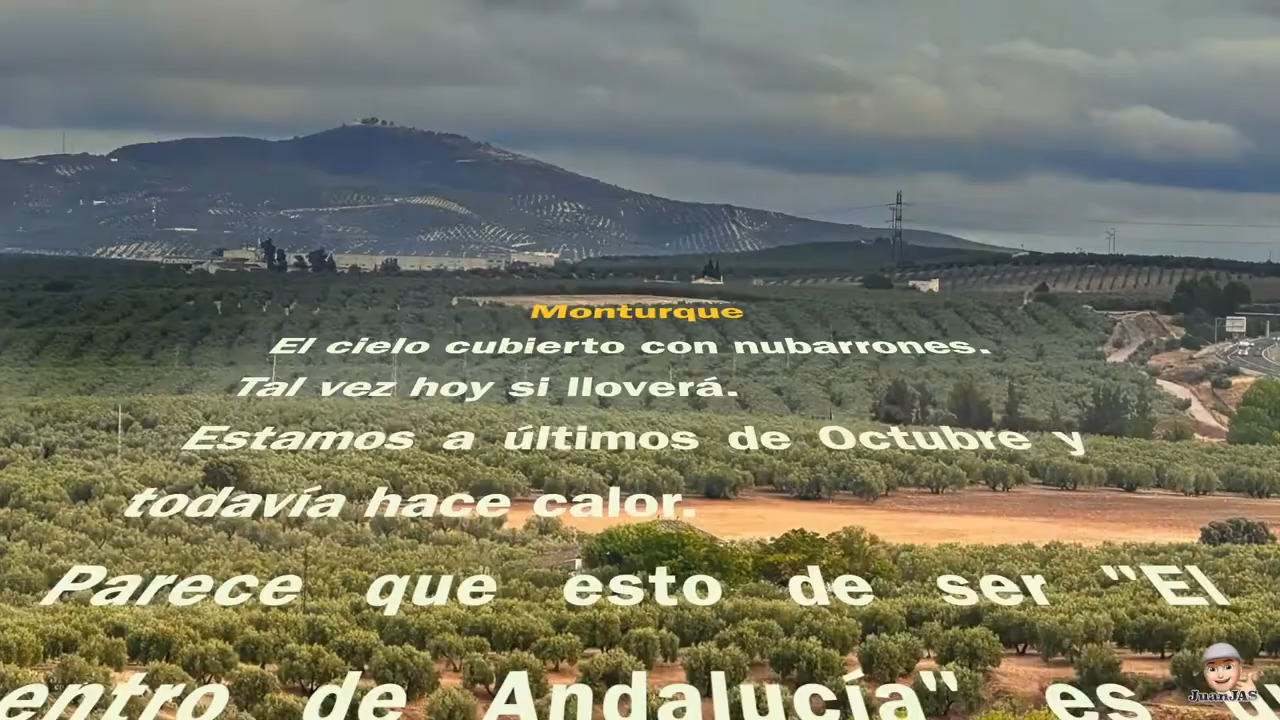 Monturque
El cielo cubierto con nubarrones.
Tal vez hoy si lloverá.
Estamos a últimos de Octubre y
todavía hace calor.
Parece que esto de ser "El
entro de Andalucía" es u
JuanJAS